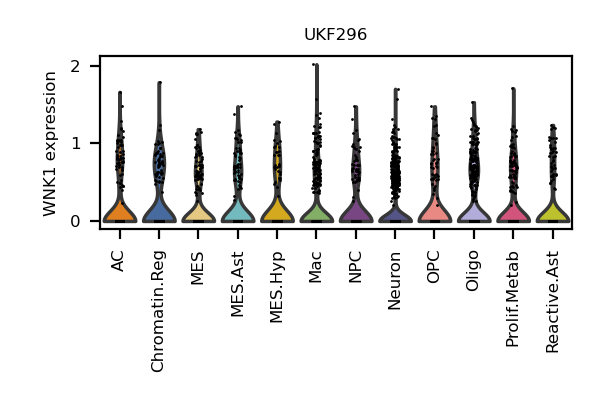 UKF296
WNK1 expression
2
1
0
AC
Chromatin.Reg
MES
MES.Ast
MES.Hyp
Mac
NPC
Neuron
OPC
Oligo
Prolif.Metab
Reactive.Ast